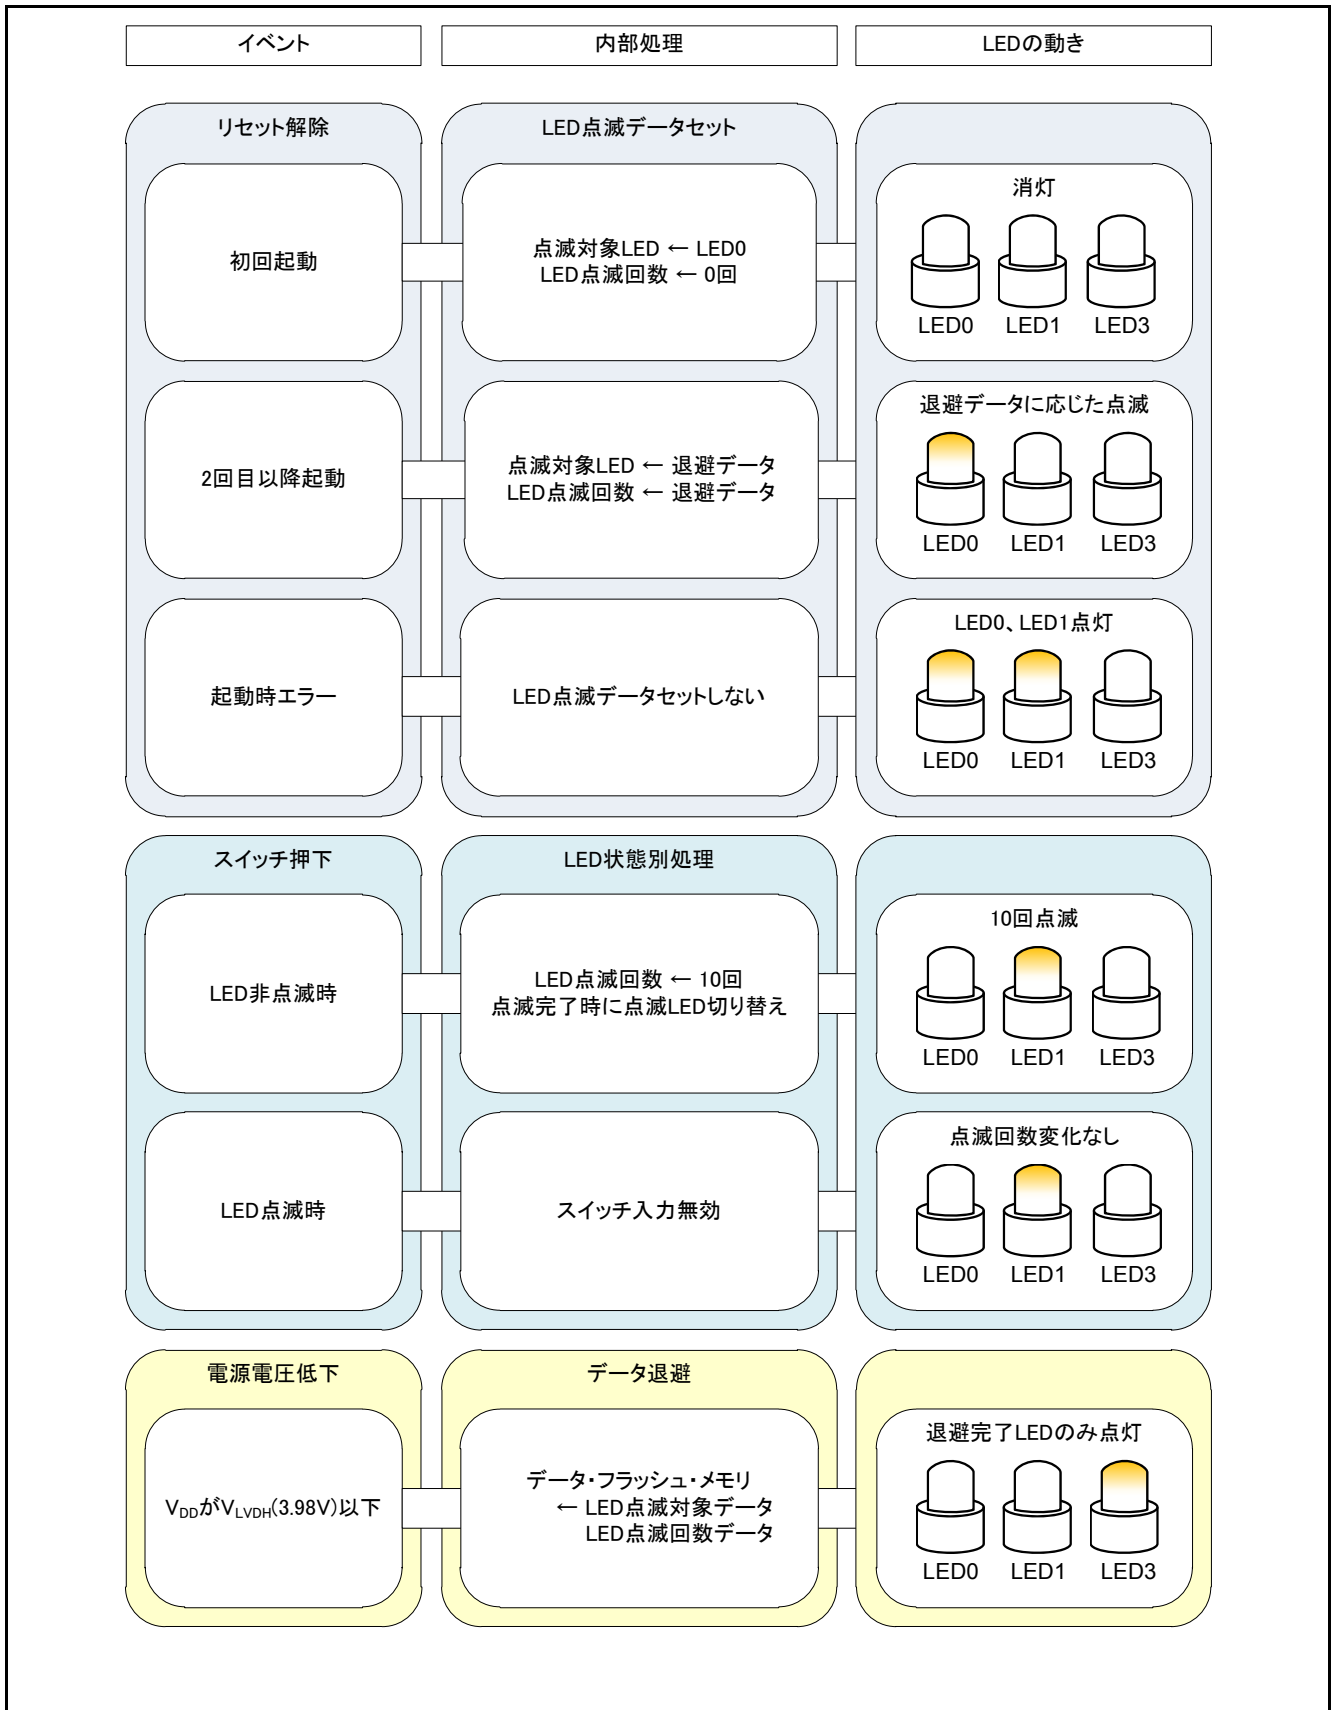 イベント
内部処理
LEDの動き
リセット解除
LED点滅データセット
初回起動
点滅対象LED ← LED0
LED点滅回数 ← 0回
消灯
LED0 LED1 LED3
2回目以降起動
点滅対象LED ← 退避データ
LED点滅回数 ← 退避データ
退避データに応じた点滅
LED0 LED1 LED3
起動時エラー
LED点滅データセットしない
LED0、LED1点灯
LED0 LED1 LED3
スイッチ押下
LED状態別処理
LED非点滅時
LED点滅回数 ← 10回
点滅完了時に点滅LED切り替え
10回点滅
LED0 LED1 LED3
LED点滅時
スイッチ入力無効
点滅回数変化なし
LED0 LED1 LED3
電源電圧低下
データ退避
VDDがVLVDH(3.98V)以下
データ・フラッシュ・メモリ
← LED点滅対象データ
LED点滅回数データ
退避完了LEDのみ点灯
LED0 LED1 LED3